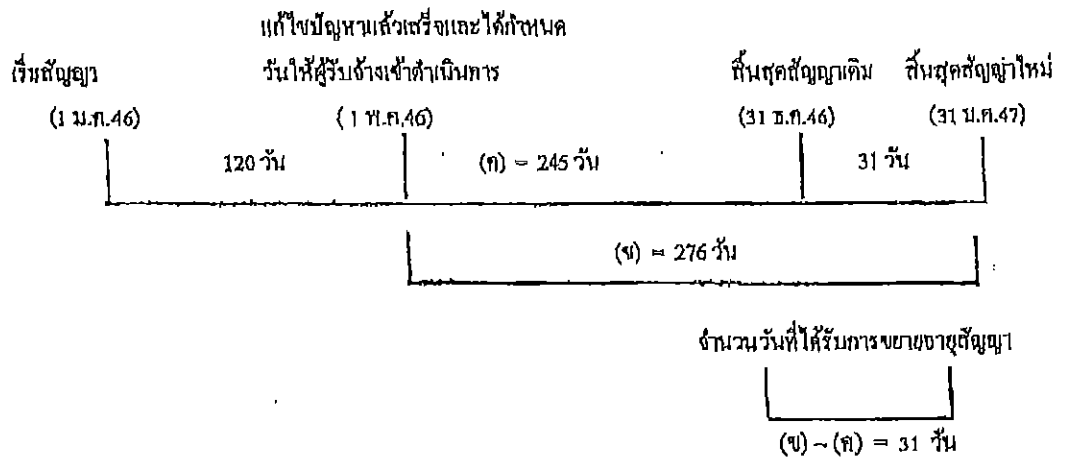 แก้ไขปัญหาแล้วเสร็จและได้กำหนด
เริ่มสัญญา วันให้ผู้รับจ้างเข้าดำเนินการ สิ้นสุดสัญญาเดิม สิ้นสุดสัญญาใหม่
(1 ม.ค.46) (1 พ.ค.46) (31 ธ.ค.46) (31 ม.ค.47)
120 วัน (ค) = 245 วัน 31 วัน
(ข) = 276 วัน
จำนวนวันที่ได้รับการขยายอายุสัญญา
(ข) - (ค) = 31 วัน